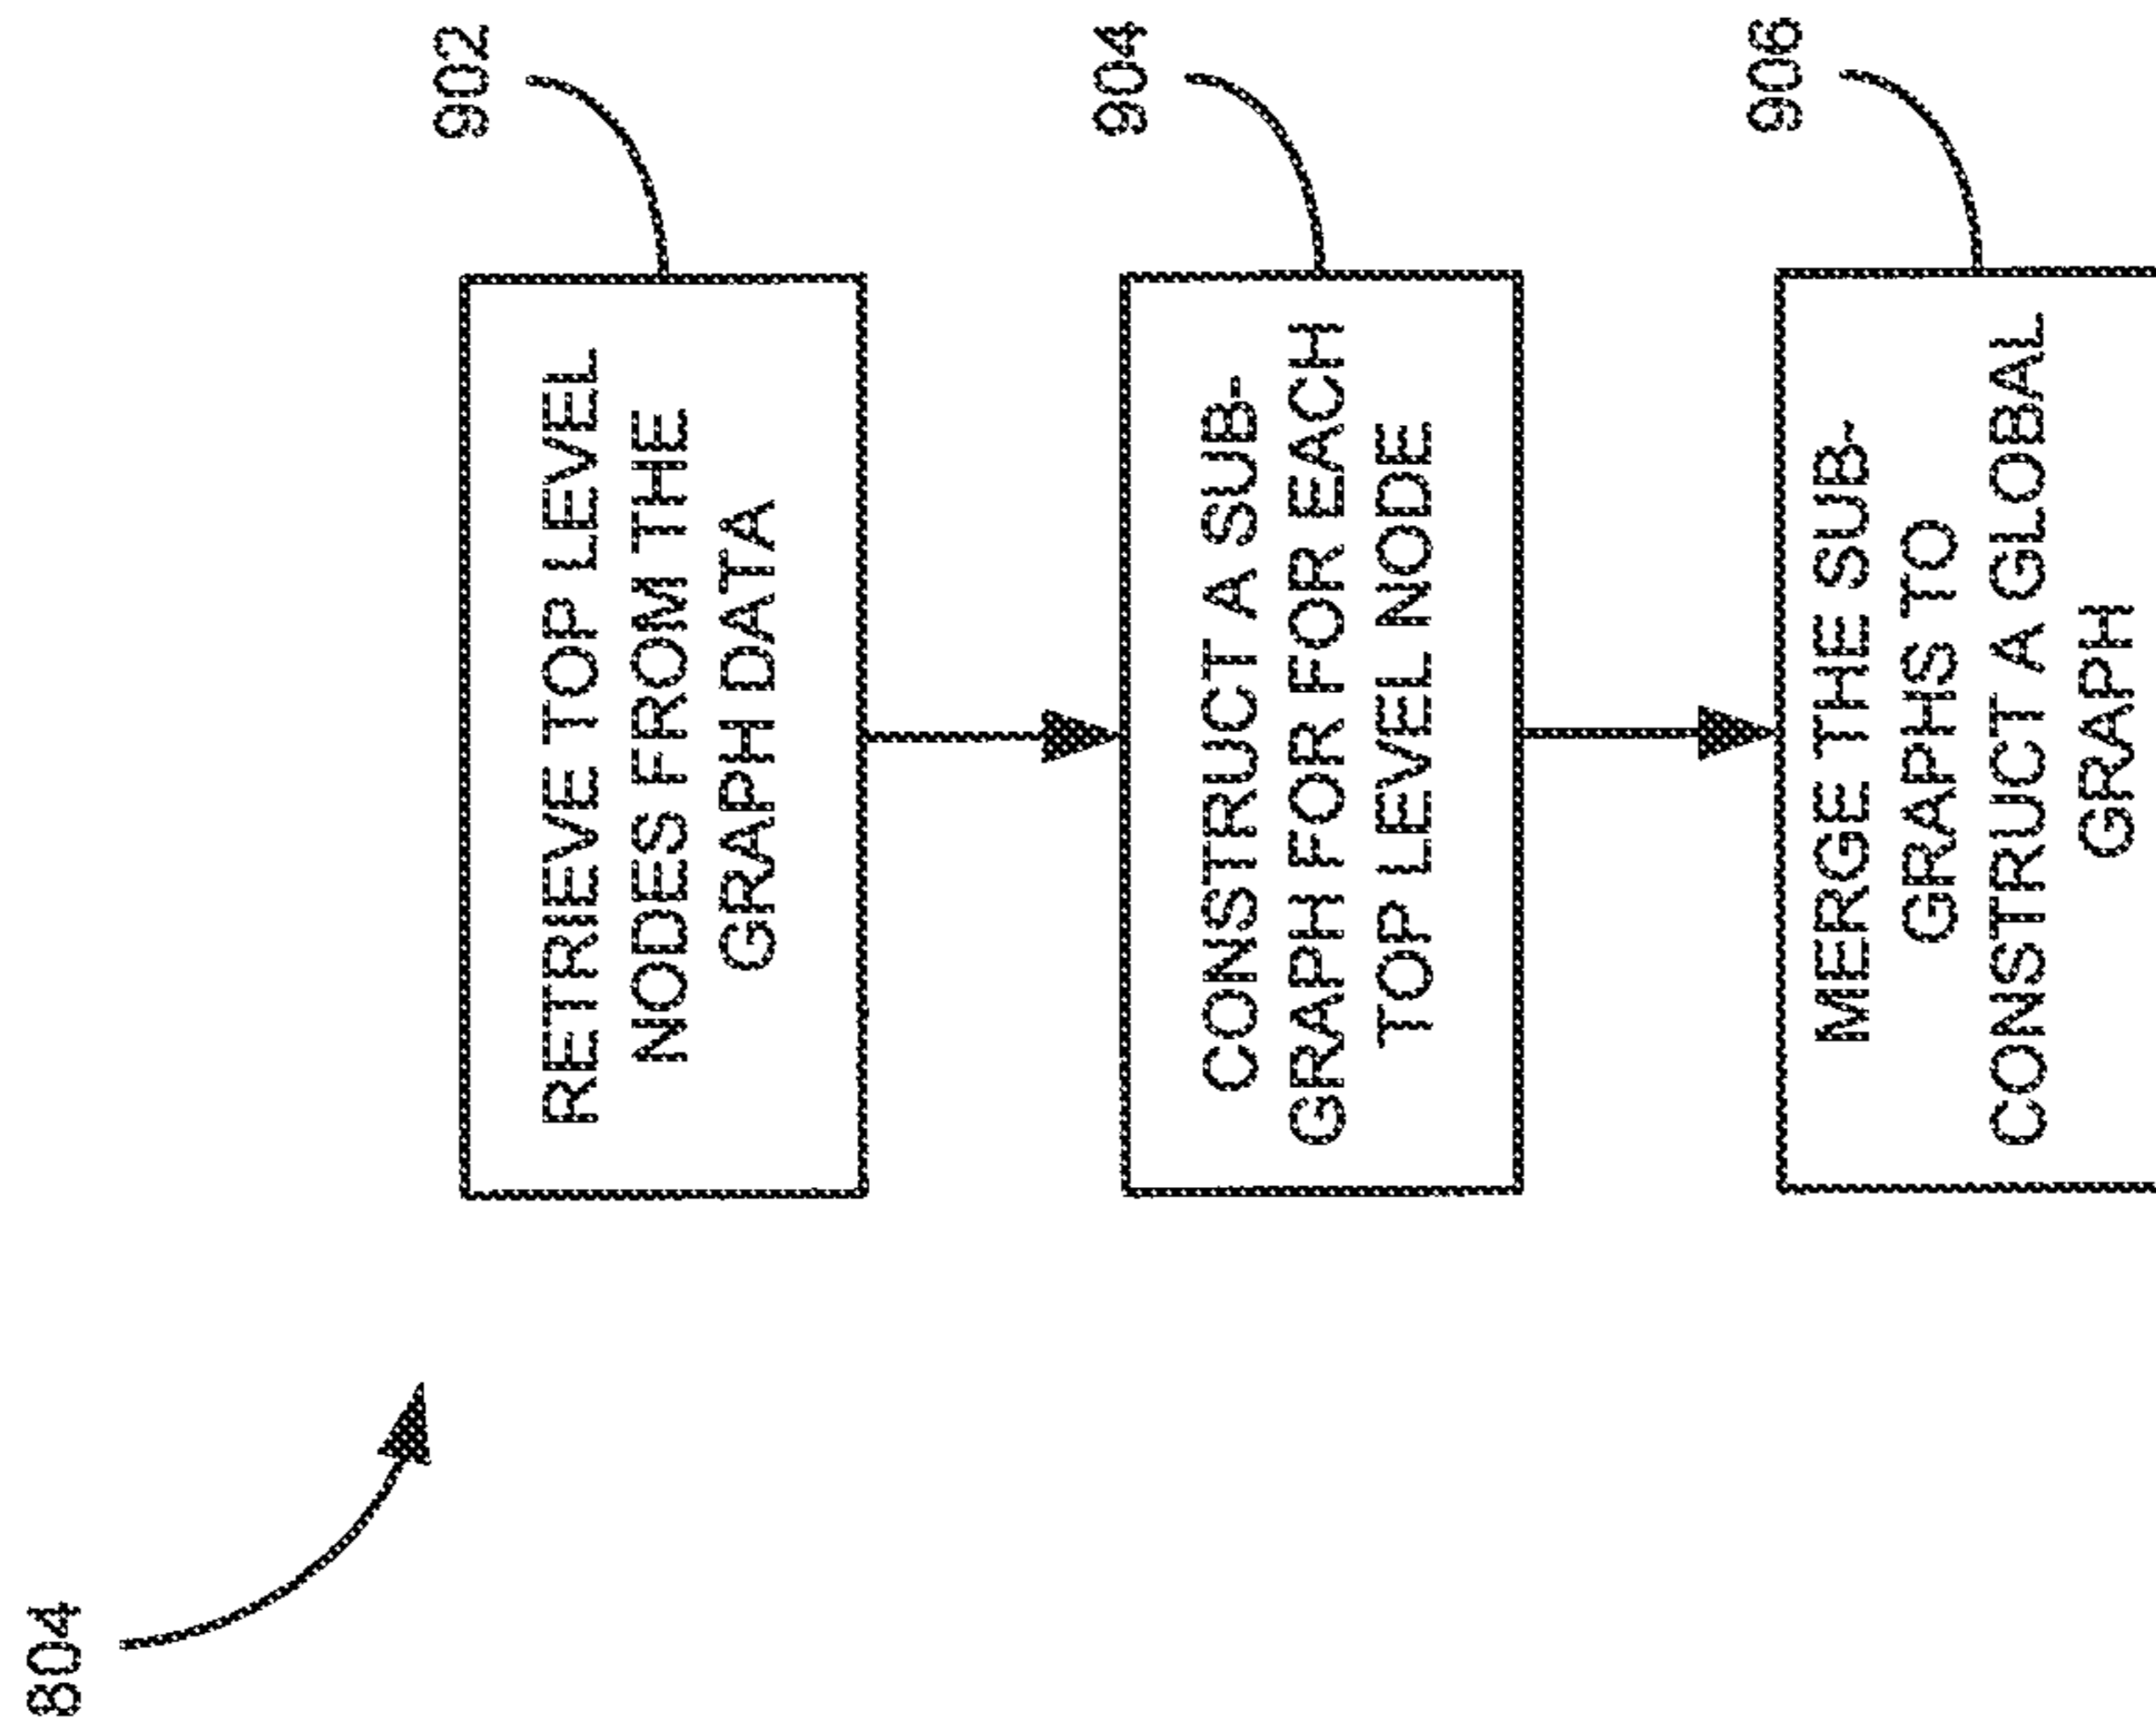 804
902
RETRIEVE TOP LEVEL
NODES FROM THE
GRAPH DATA
904
CONSTRUCT A SUB-
GRAPH FOR FOR EACH
TOP LEVEL NODE
906
MERGE THE SUB-
GRAPHS TO
CONSTRUCT A GLOBAL
GRAPH